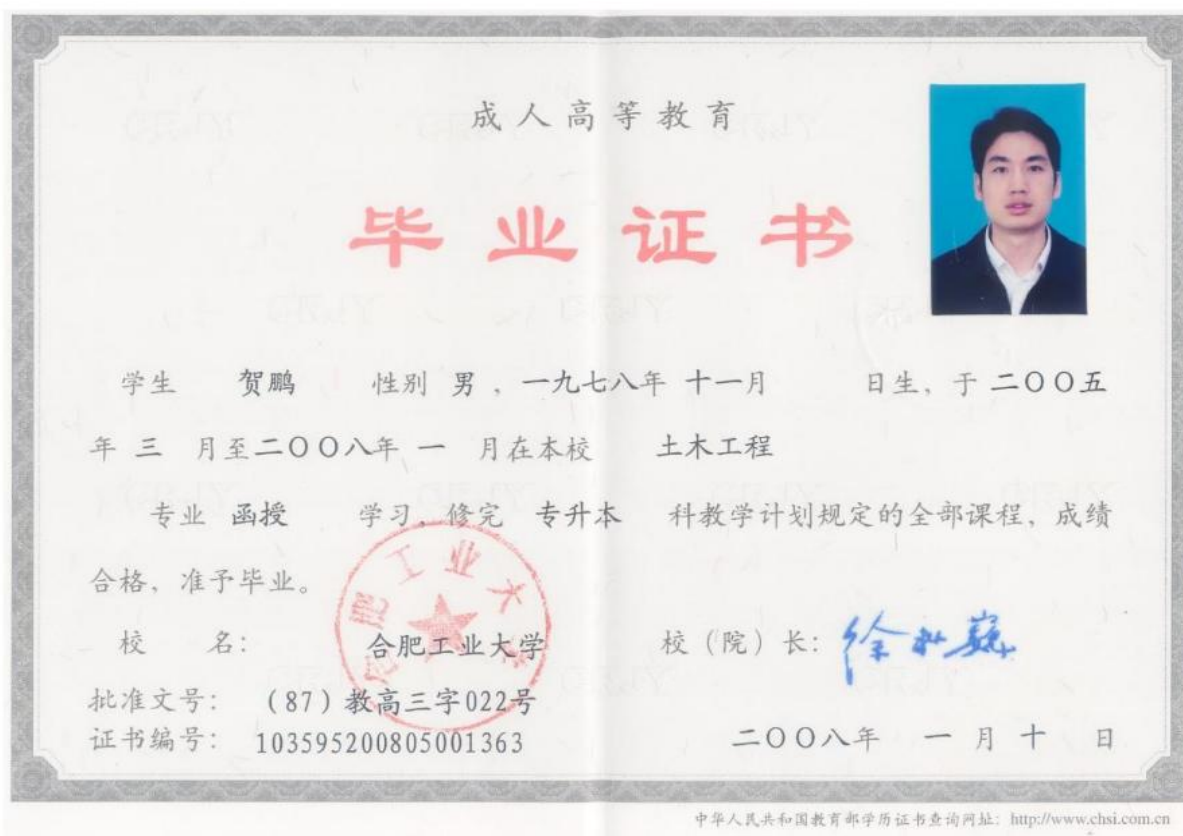 成人高等教育
毕业证书
学生 贺鹏 性别 男，一九七八年 十一月 日生，于 二〇〇五
年 三 月至二〇〇八年 一 月在本校 土木工程
专业 函授 学习，修完 专升本 科教学计划规定的全部课程，成绩
合格，准予毕业。
合肥工业大学
校 名： 合肥工业大学 校（院）长：
批准文号： （87）教高三字022号
证书编号： 103595200805001363 二〇〇八年 一 月 十 日
中华人民共和国教育部学历证书查询网址：http://www.chsi.com.cn